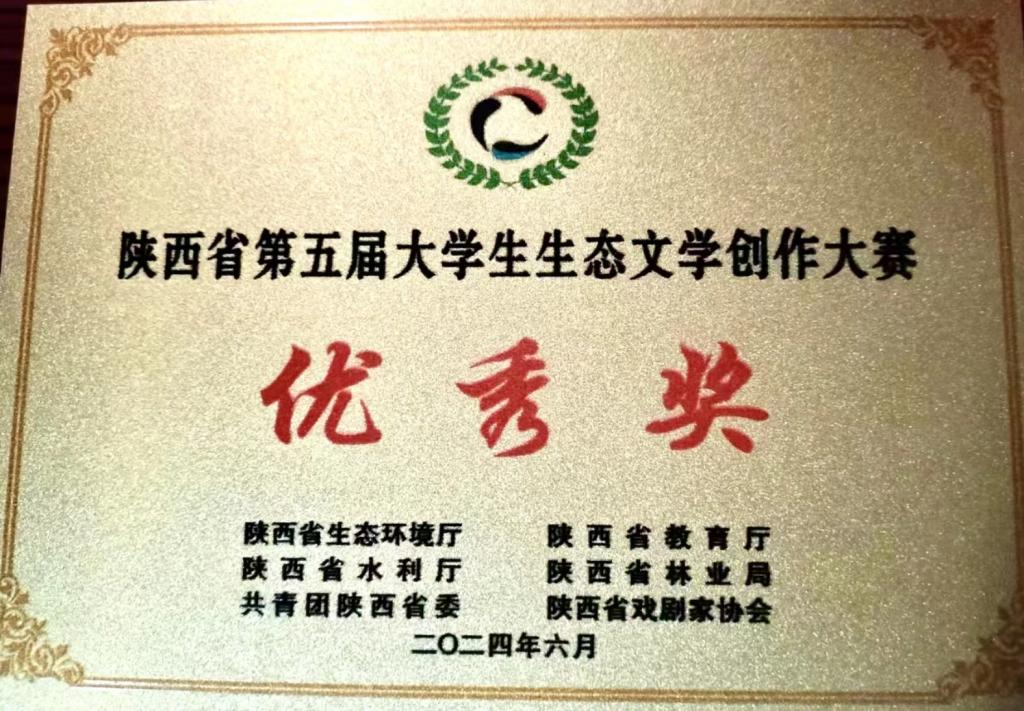 陕西省第五届大学生生态文学创作大赛
优秀奖
陕西省生态环境厅 陕西省教育厅
陕西省水利厅 陕西省林业局
共青团陕西省委 陕西省戏剧家协会
二〇二四年六月